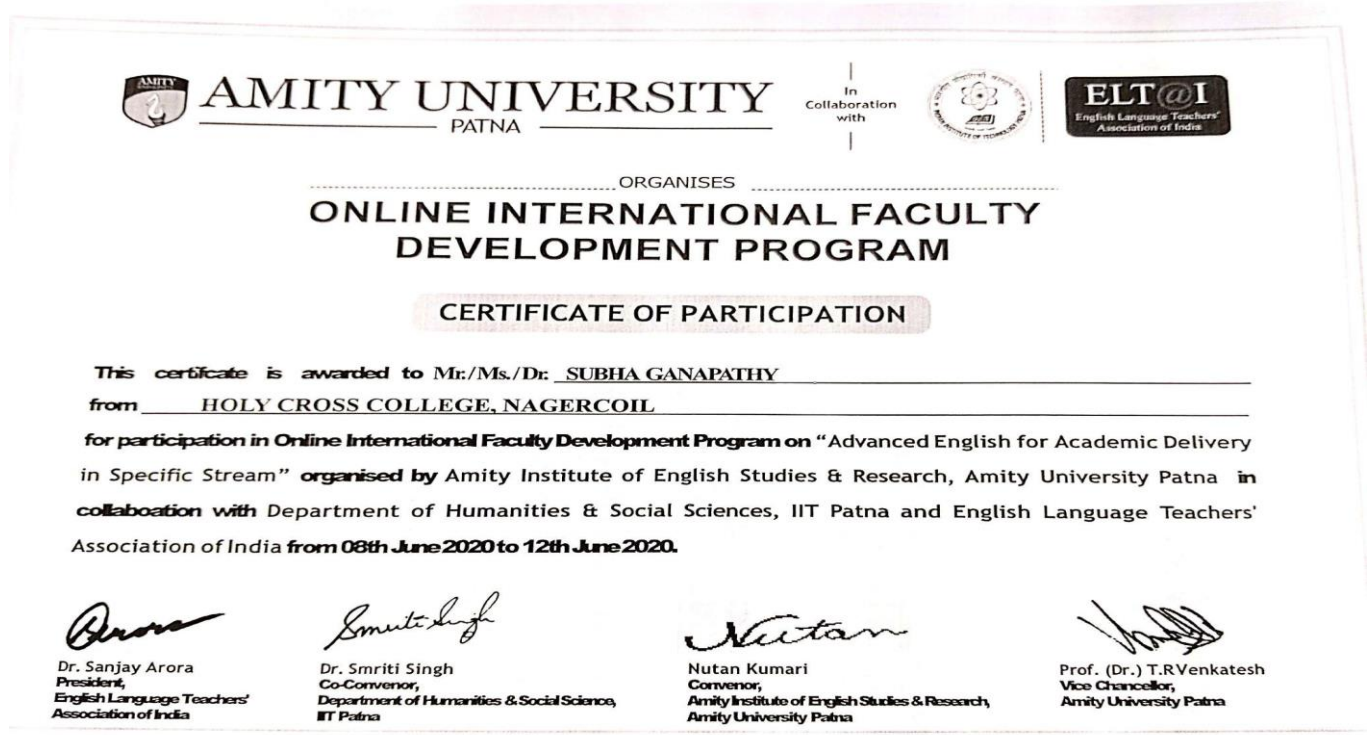 AMITY
AMITY UNIVERSITY
PATNA
In
Collaboration
with
ELT@I
English Language Teachers'
Association of India
ORGANISES
ONLINE INTERNATIONAL FACULTY
DEVELOPMENT PROGRAM
CERTIFICATE OF PARTICIPATION
This certifcate is awarded to Mr./Ms./Dr. SUBHA GANAPATHY
from HOLY CROSS COLLEGE, NAGERCOIL
for participation in Online International Faculty Development Program on "Advanced English for Academic Delivery
in Specific Stream" organised by Amity Institute of English Studies & Research, Amity University Patna in
collaboation with Department of Humanities & Social Sciences, IIT Patna and English Language Teachers'
Association of India from 08th June 2020 to 12th June 2020.
Arora
Smriti Singh
Nutan
Dr. Sanjay Arora
President,
English Language Teachers'
Association of India
Dr. Smriti Singh
Co-Convenor,
Department of Humanities & Social Science,
IIT Patna
Nutan Kumari
Convenor,
Amity Institute of English Studies & Research,
Amity University Patna
Prof. (Dr.) T.RVenkatesh
Vice Chancellor,
Amity University Patna